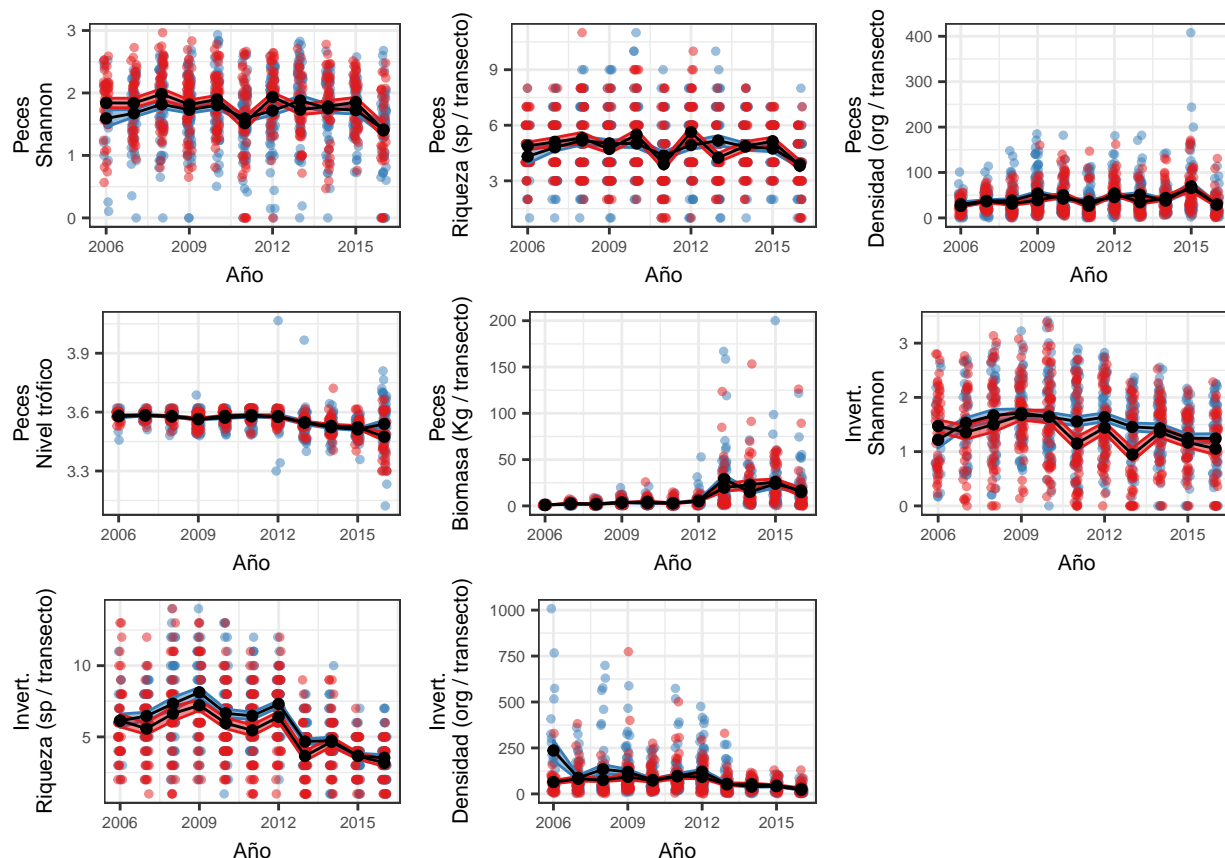 Peces
Shannon
3
2
1
0
2006 2009 2012 2015
Año
Peces
Riqueza (sp / transecto)
9
6
3
2006 2009 2012 2015
Año
Peces
Densidad (org / transecto
400
300
200
100
0
2006 2009 2012 2015
Año
Peces
Nivel trófico
3.9
3.6
3.3
2006 2009 2012 2015
Año
Peces
Biomasa (Kg / transecto)
200
150
100
50
0
2006 2009 2012 2015
Año
Invert.
Shannon
3
2
1
0
2006 2009 2012 2015
Año
Invert.
Riqueza (sp / transecto)
10
5
2006 2009 2012 2015
Año
Invert.
Densidad (org / transecto)
1000
750
500
250
0
2006 2009 2012 2015
Año